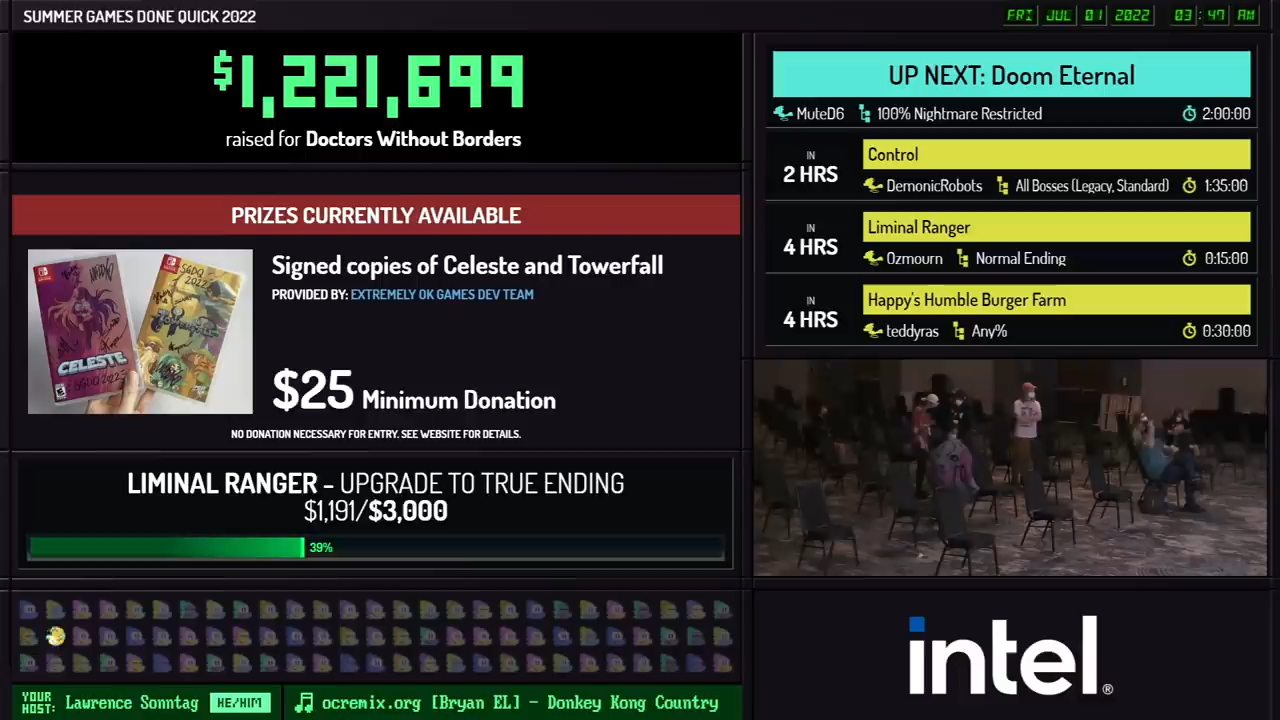 SUMMER GAMES DONE QUICK 2022
FRI JUL 01 2022 03:47 AM
$1,221,699
raised for Doctors Without Borders
PRIZES CURRENTLY AVAILABLE
Signed copies of Celeste and Towerfall
PROVIDED BY: EXTREMELY OK GAMES DEV TEAM
CELESTE
SGDQ 2022
SGDQ 2022
$25 Minimum Donation
NO DONATION NECESSARY FOR ENTRY. SEE WEBSITE FOR DETAILS.
LIMINAL RANGER - UPGRADE TO TRUE ENDING
$1,191/$3,000
39%
YOUR HOST: Lawrence Sonntag HE/HIM
ocremix.org [Bryan EL] - Donkey Kong Country
UP NEXT: Doom Eternal
MuteD6 100% Nightmare Restricted 2:00:00
IN 2 HRS
Control
DemonicRobots All Bosses (Legacy, Standard) 1:35:00
IN 4 HRS
Liminal Ranger
Ozmourn Normal Ending 0:15:00
IN 4 HRS
Happy's Humble Burger Farm
teddyras Any% 0:30:00
intel®